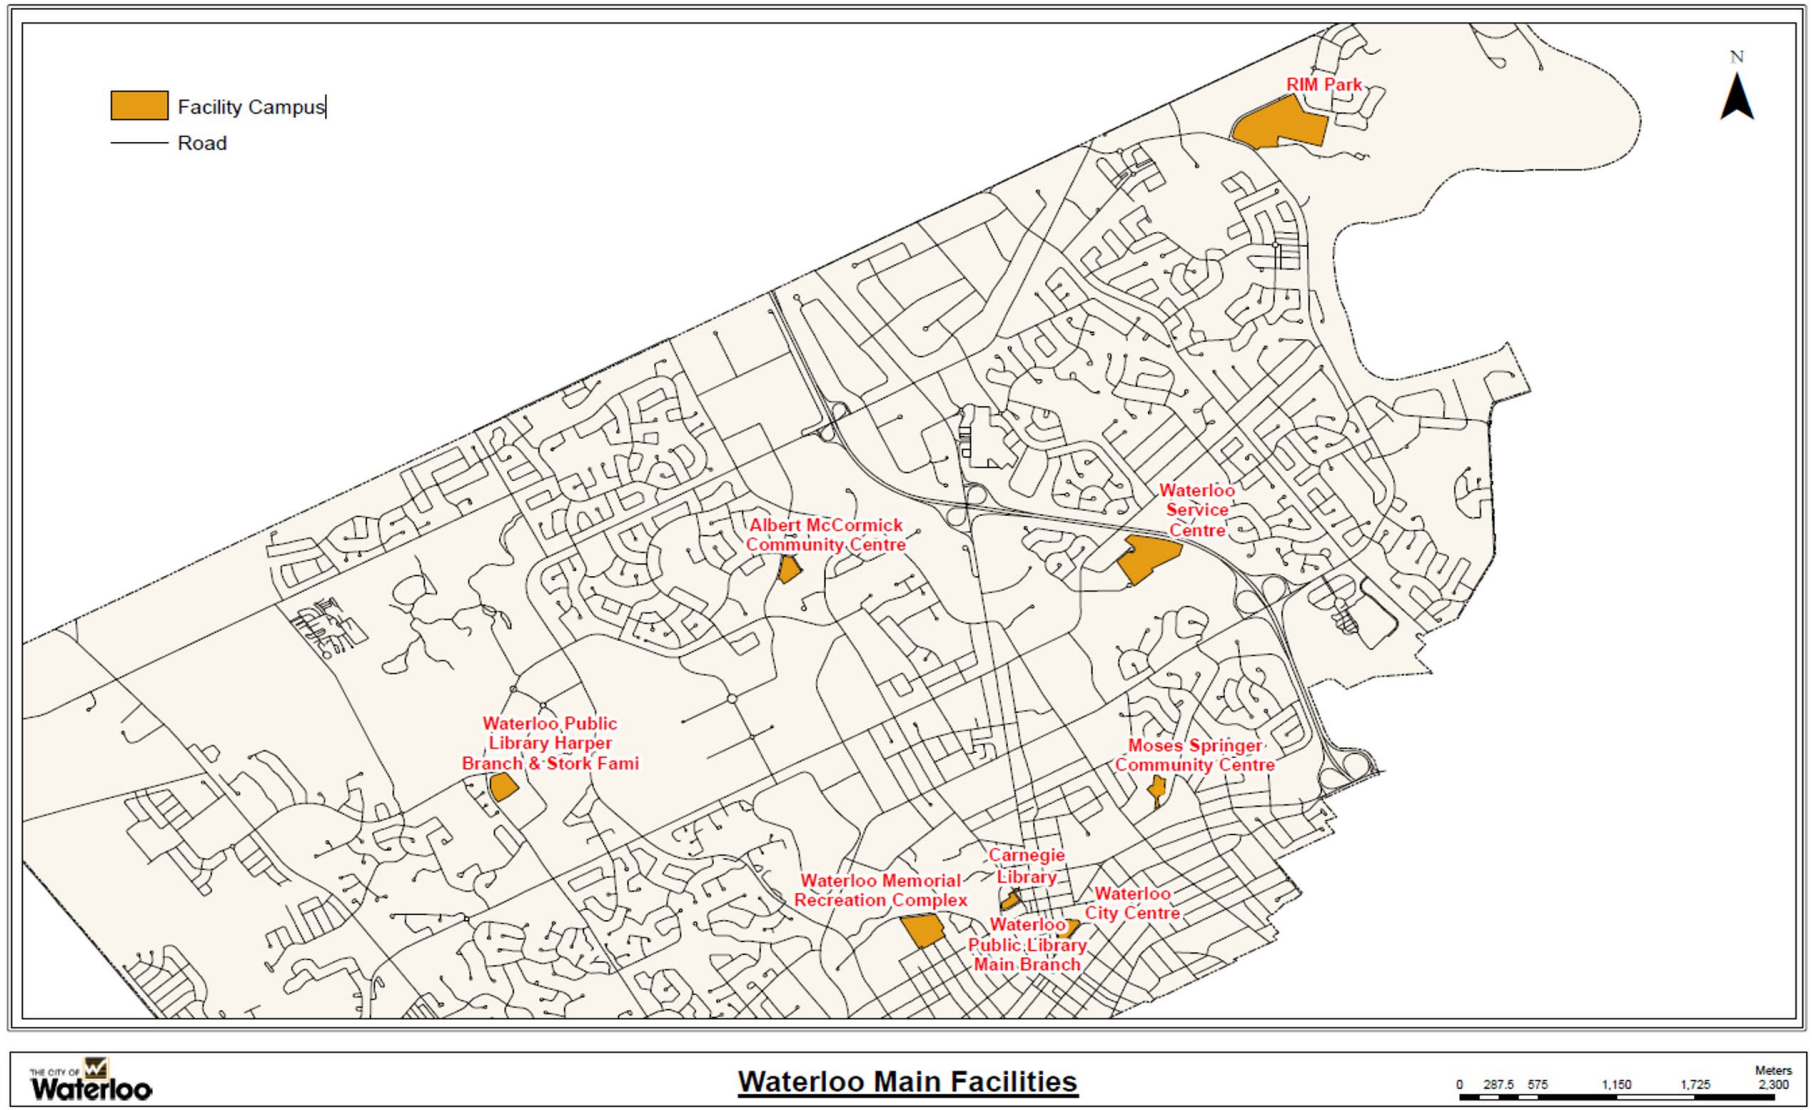 Facility Campus
Road
N
RIM Park
Waterloo
Service
Centre
Albert McCormick
Community Centre
Waterloo Public
Library Harper
Branch & Stork Fami
Moses Springer
Community Centre
Carnegie
Library
Waterloo Memorial
Recreation Complex
Waterloo
City Centre
Waterloo
Public Library
Main Branch
THE CITY OF
Waterloo
Waterloo Main Facilities
Meters
0 287.5 575 1,150 1,725 2,300